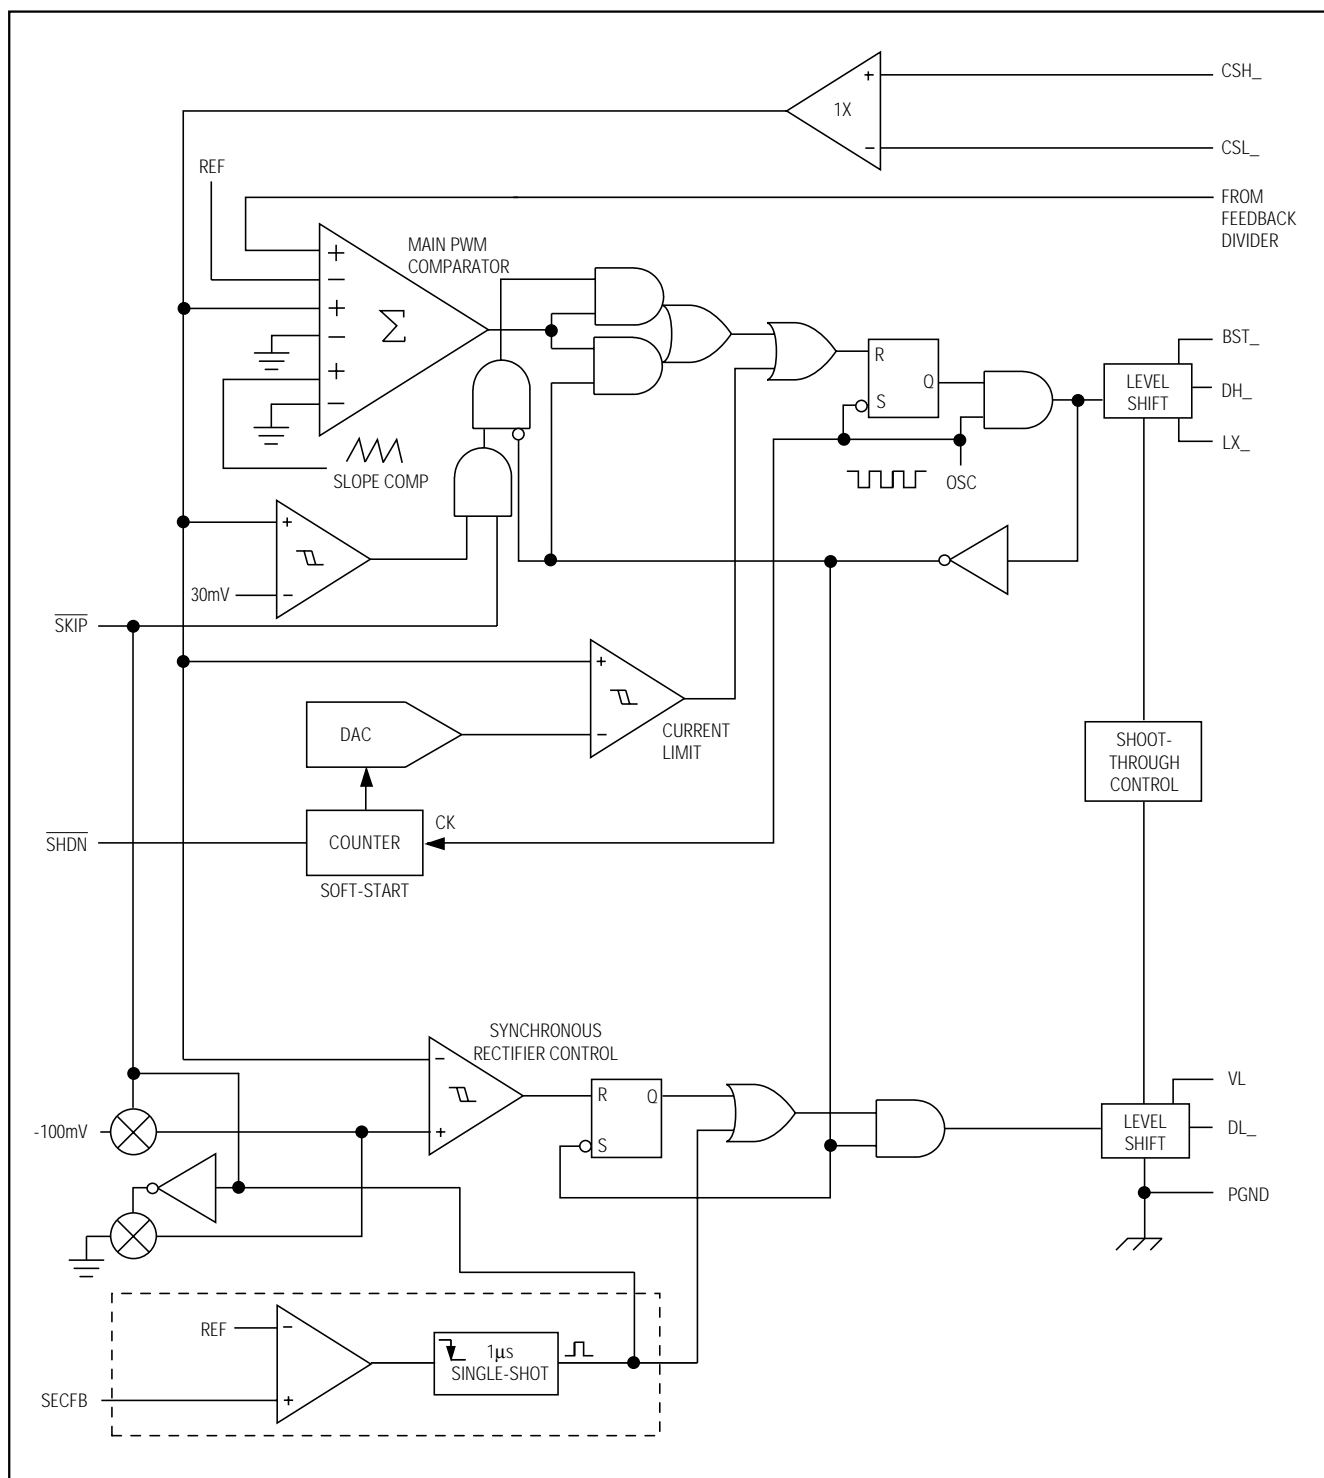 CSH_
+
1X
−
CSL_
REF
FROM
FEEDBACK
DIVIDER
MAIN PWM
COMPARATOR
+
−
+
−
+
−
Σ
SLOPE COMP
R
Q
S
OSC
BST_
LEVEL
SHIFT
DH_
LX_
+
30mV
−
SKIP
+
−
CURRENT
LIMIT
DAC
SHOOT-
THROUGH
CONTROL
SHDN
COUNTER
CK
SOFT-START
SYNCHRONOUS
RECTIFIER CONTROL
−
+
R
Q
S
VL
LEVEL
SHIFT
DL_
PGND
-100mV
REF
−
1µs
SINGLE-SHOT
SECFB
+